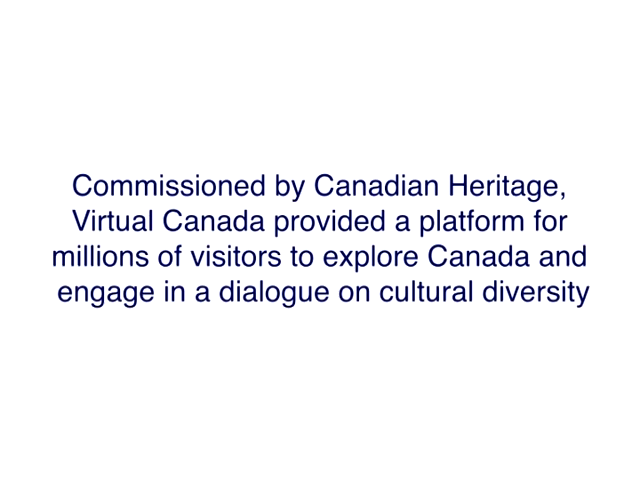 Commissioned by Canadian Heritage,
Virtual Canada provided a platform for
millions of visitors to explore Canada and
engage in a dialogue on cultural diversity